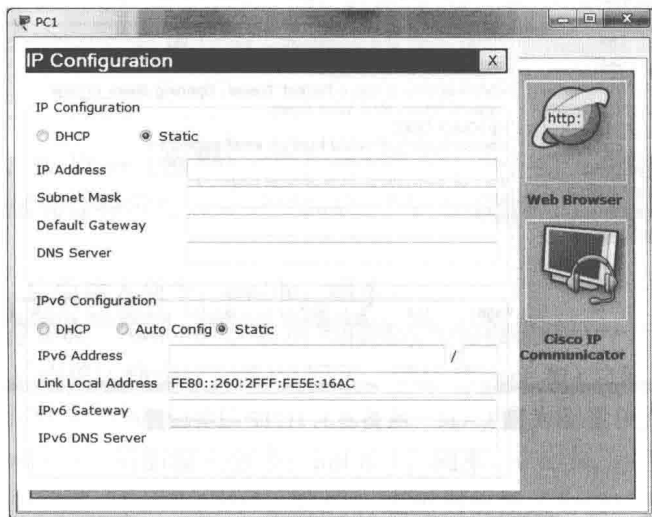 PC1
IP Configuration
X
IP Configuration
DHCP
Static
IP Address
Subnet Mask
Default Gateway
DNS Server
IPv6 Configuration
DHCP
Auto Config
Static
IPv6 Address
/
Link Local Address
FE80::260:2FFF:FE5E:16AC
IPv6 Gateway
IPv6 DNS Server
http:
Web Browser
Cisco IP
Communicator